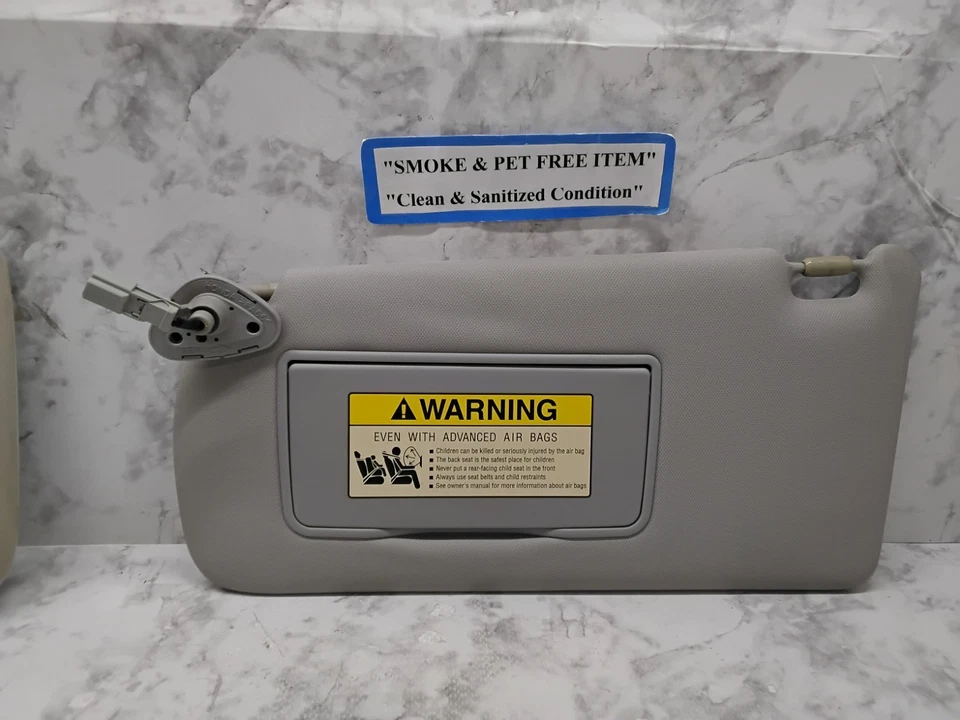 "SMOKE & PET FREE ITEM"
"Clean & Sanitized Condition"
WARNING
EVEN WITH ADVANCED AIR BAGS
■ Children can be killed or seriously injured by the air bag
■ The back seat is the safest place for children
■ Never put a rear-facing child seat in the front
■ Always use seat belts and child restraints
■ See owner's manual for more information about air bags